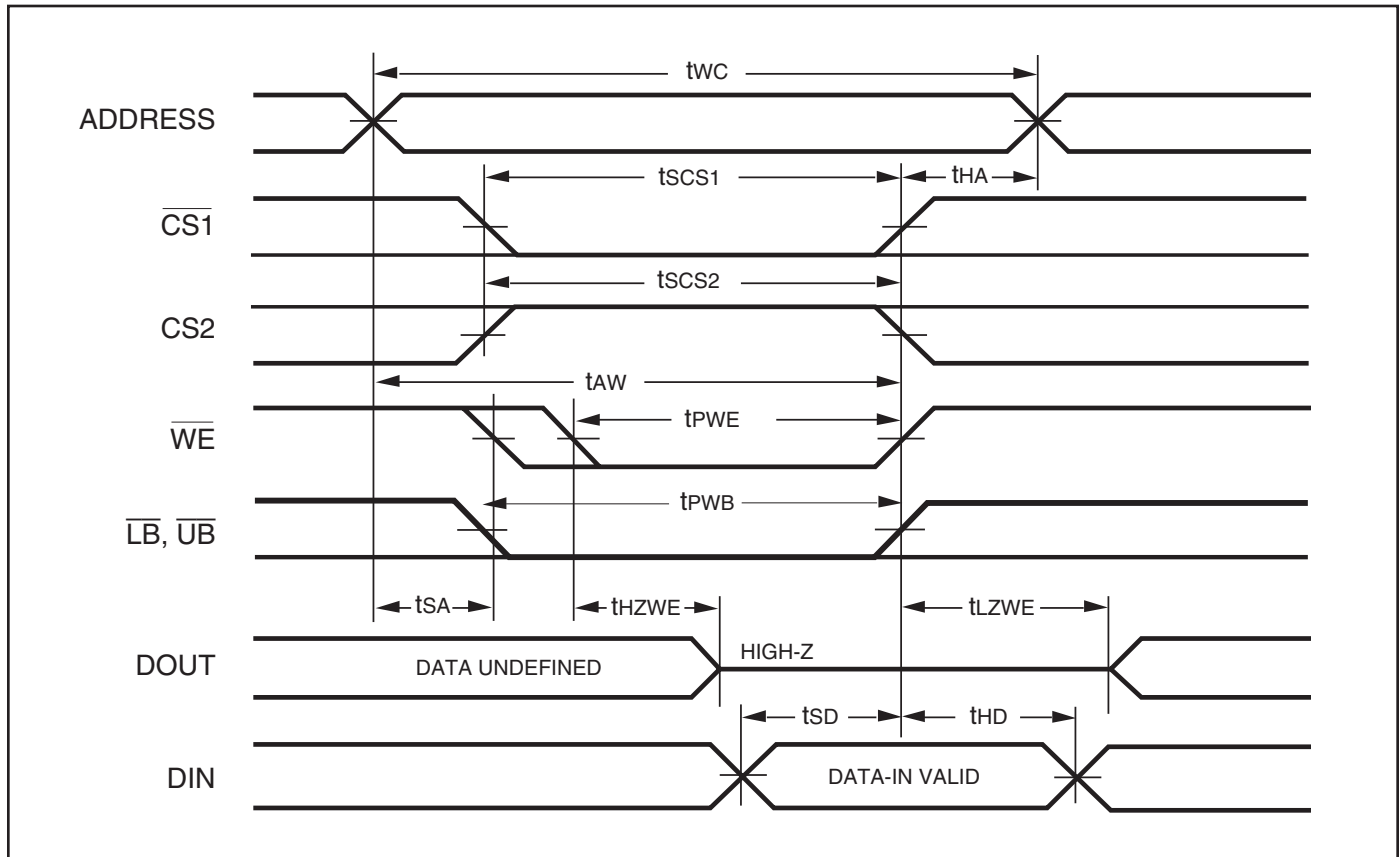 tWC
ADDRESS
tSCS1
tHA
CS1
tSCS2
CS2
tAW
tPWE
WE
tPWB
LB, UB
tSA
tHZWE
tLZWE
HIGH-Z
DOUT
DATA UNDEFINED
tSD
tHD
DIN
DATA-IN VALID